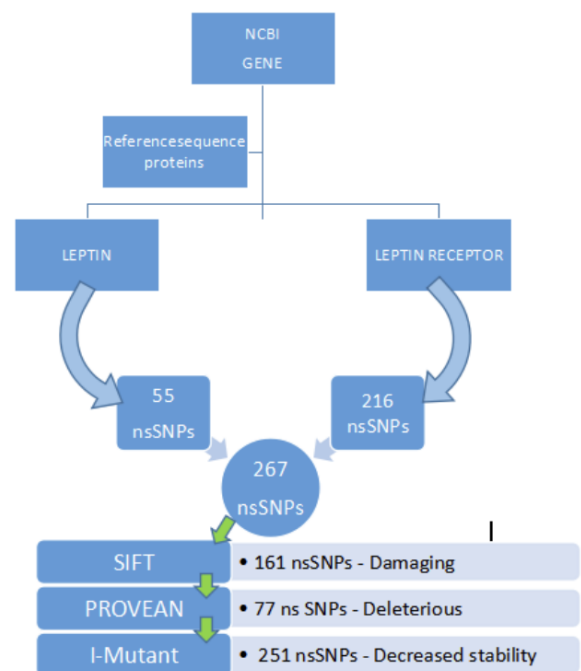 NCBI
GENE
Referencesequence
proteins
LEPTIN
LEPTIN RECEPTOR
55
nsSNPs
216
nsSNPs
267
nsSNPs
SIFT
• 161 nsSNPs - Damaging
PROVEAN
• 77 ns SNPs - Deleterious
I-Mutant
• 251 nsSNPs - Decreased stability